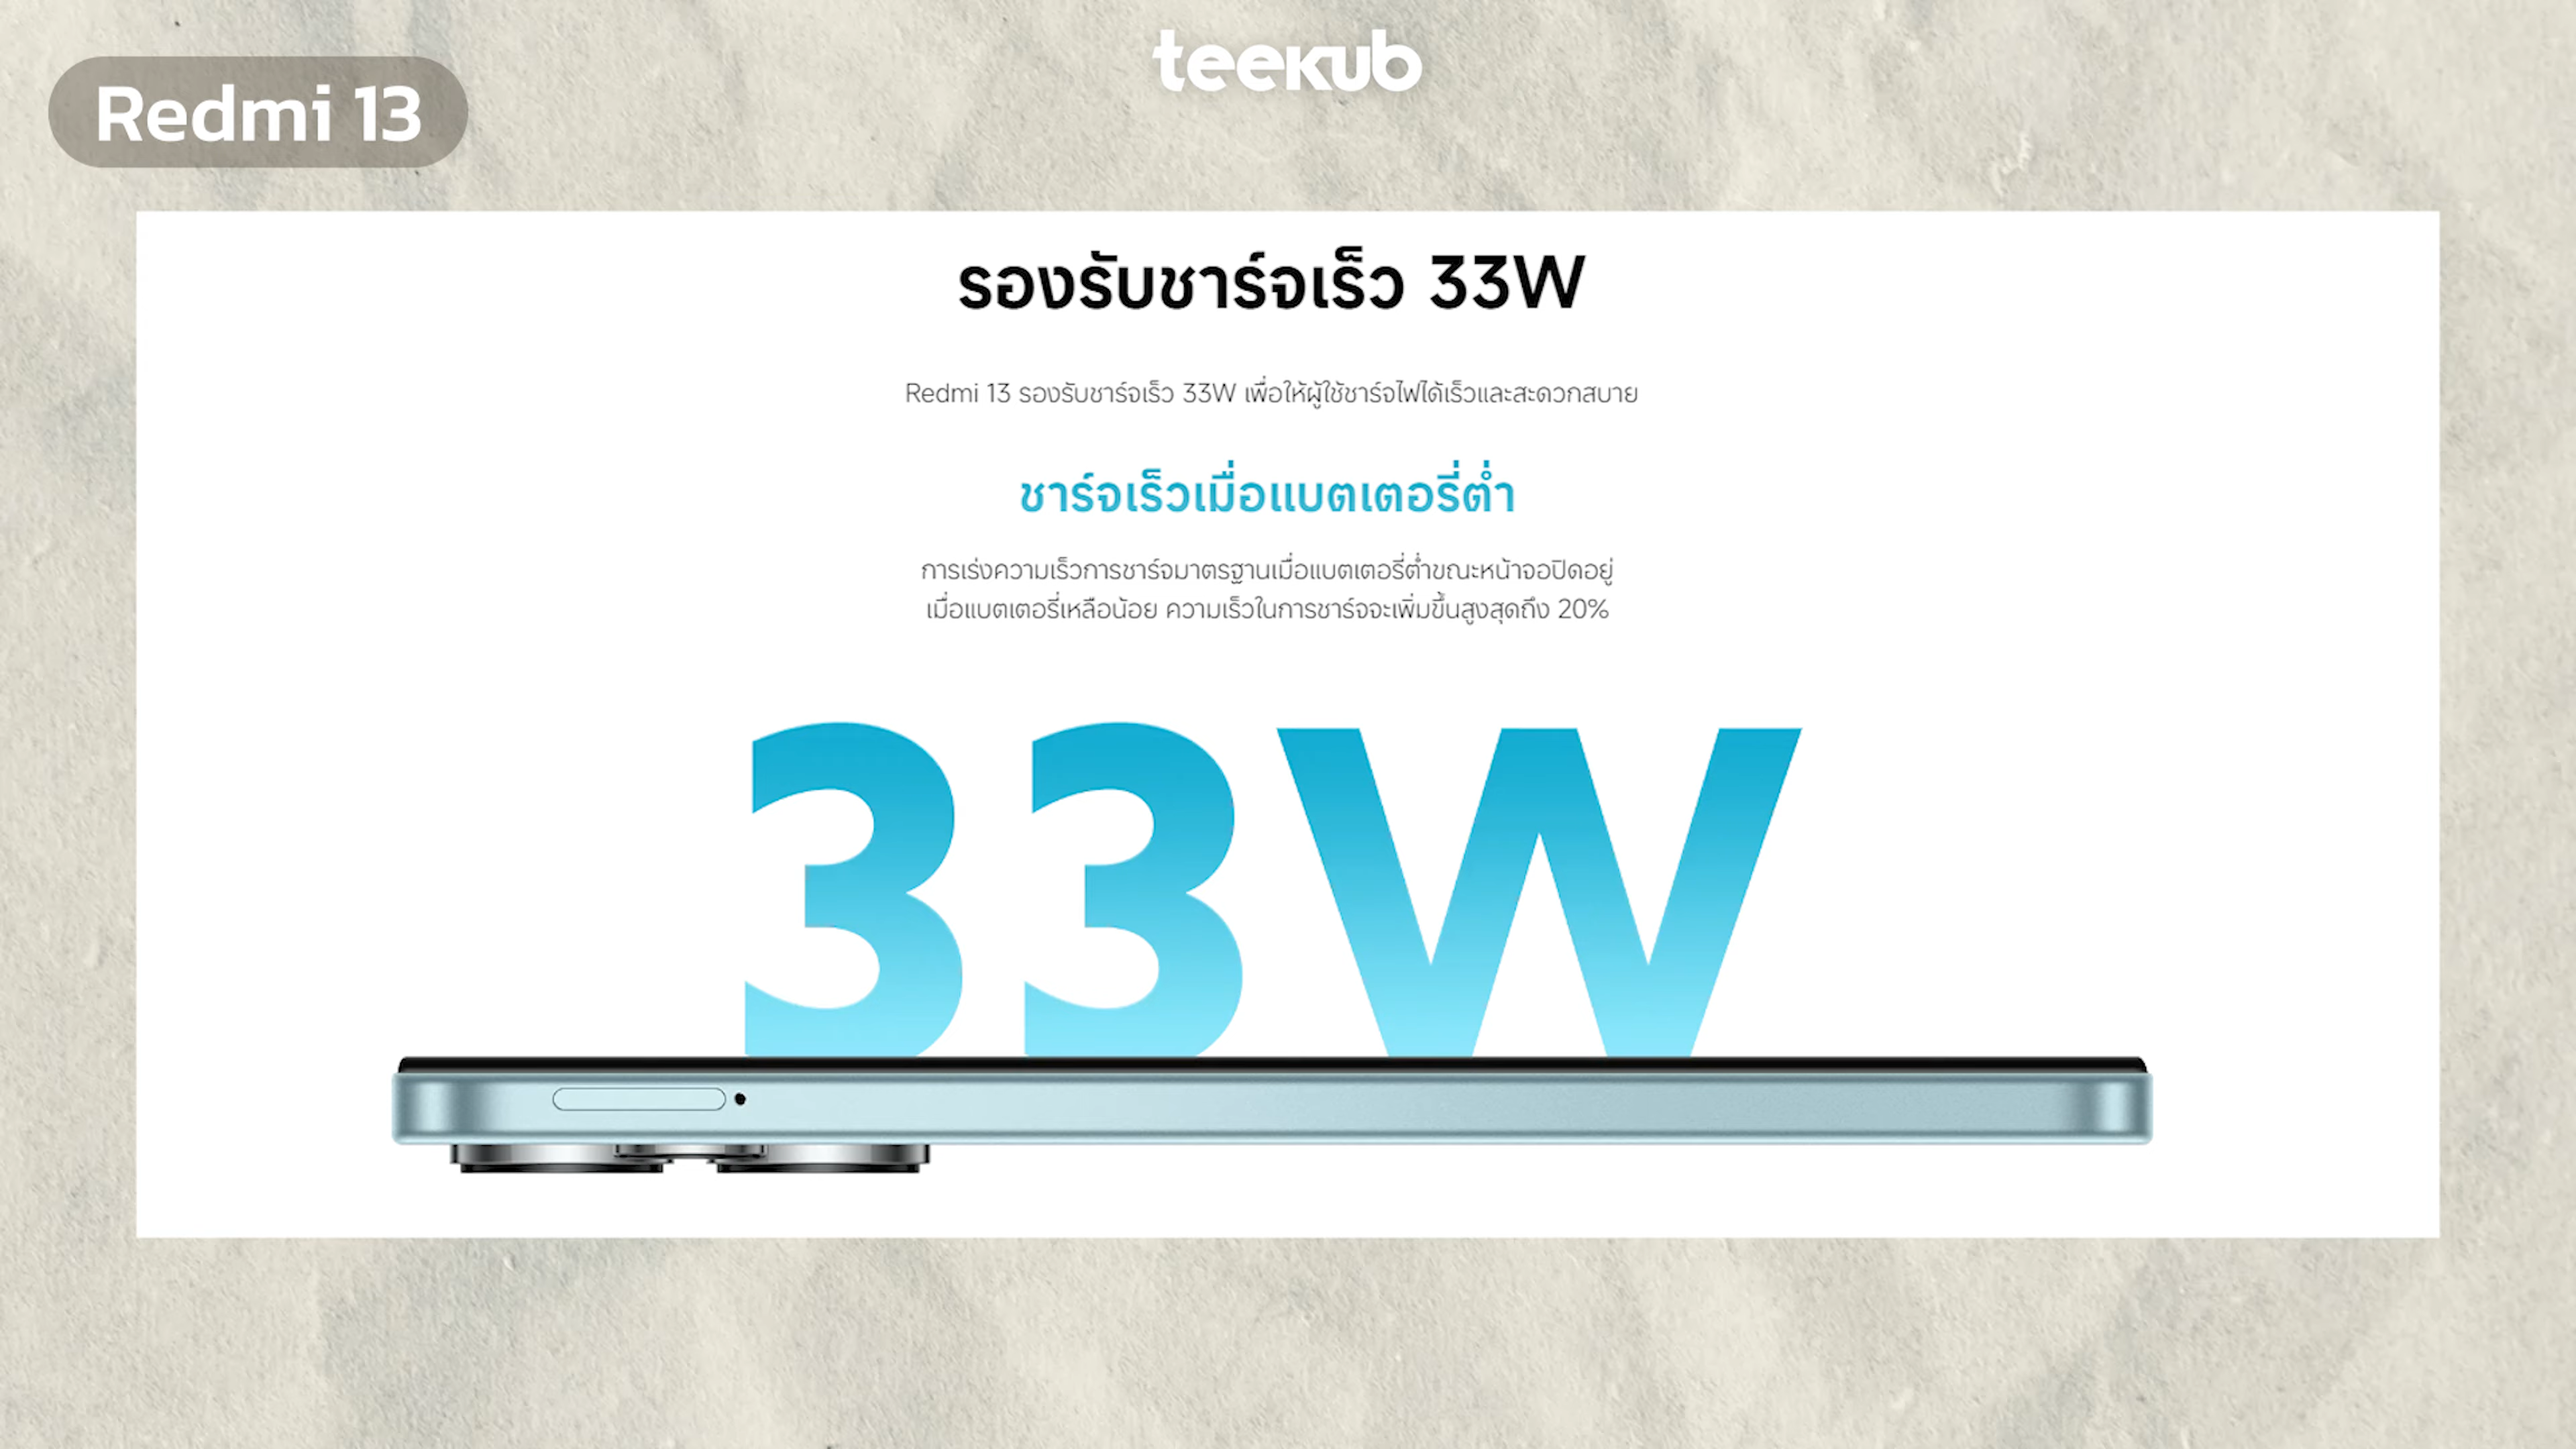 teekub
Redmi 13
รองรับชาร์จเร็ว 33W
Redmi 13 รองรับชาร์จเร็ว 33W เพื่อให้ผู้ใช้ชาร์จไฟได้เร็วและสะดวกสบาย
ชาร์จเร็วเมื่อแบตเตอรี่ต่ำ
การเร่งความเร็วการชาร์จมาตรฐานเมื่อแบตเตอรี่ต่ำขณะหน้าจอปิดอยู่
เมื่อแบตเตอรี่เหลือน้อย ความเร็วในการชาร์จจะเพิ่มขึ้นสูงสุดถึง 20%
33W